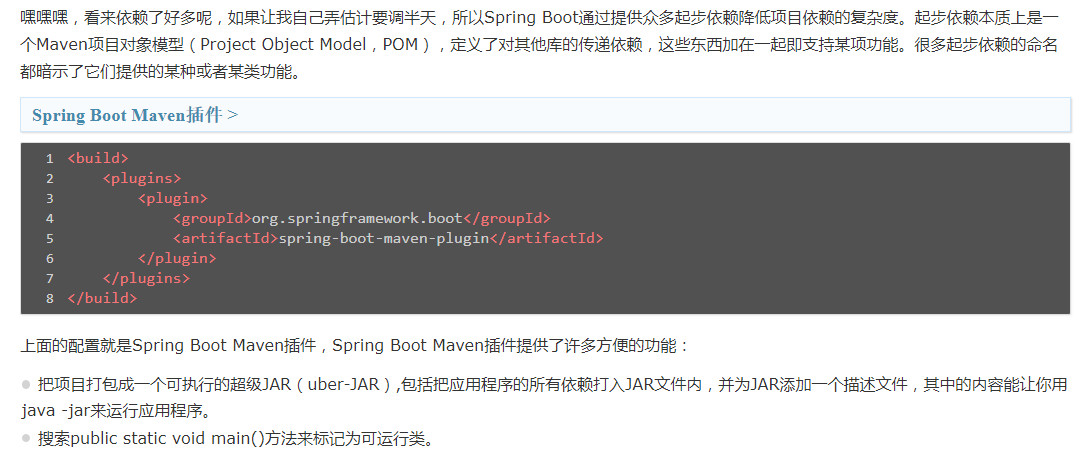 嘿嘿嘿，看来依赖了好多呢，如果让我自己弄估计要调半天，所以Spring Boot通过提供众多起步依赖降低项目依赖的复杂度。起步依赖本质上是一
个Maven项目对象模型（Project Object Model，POM），定义了对其他库的传递依赖，这些东西加在一起即支持某项功能。很多起步依赖的命名
都暗示了它们提供的某种或者某类功能。
Spring Boot Maven插件 >
1 <build>
2     <plugins>
3         <plugin>
4             <groupId>org.springframework.boot</groupId>
5             <artifactId>spring-boot-maven-plugin</artifactId>
6         </plugin>
7     </plugins>
8 </build>
上面的配置就是Spring Boot Maven插件，Spring Boot Maven插件提供了许多方便的功能：
把项目打包成一个可执行的超级JAR（uber-JAR）,包括把应用程序的所有依赖打入JAR文件内，并为JAR添加一个描述文件，其中的内容能让你用
java -jar来运行应用程序。
搜索public static void main()方法来标记为可运行类。